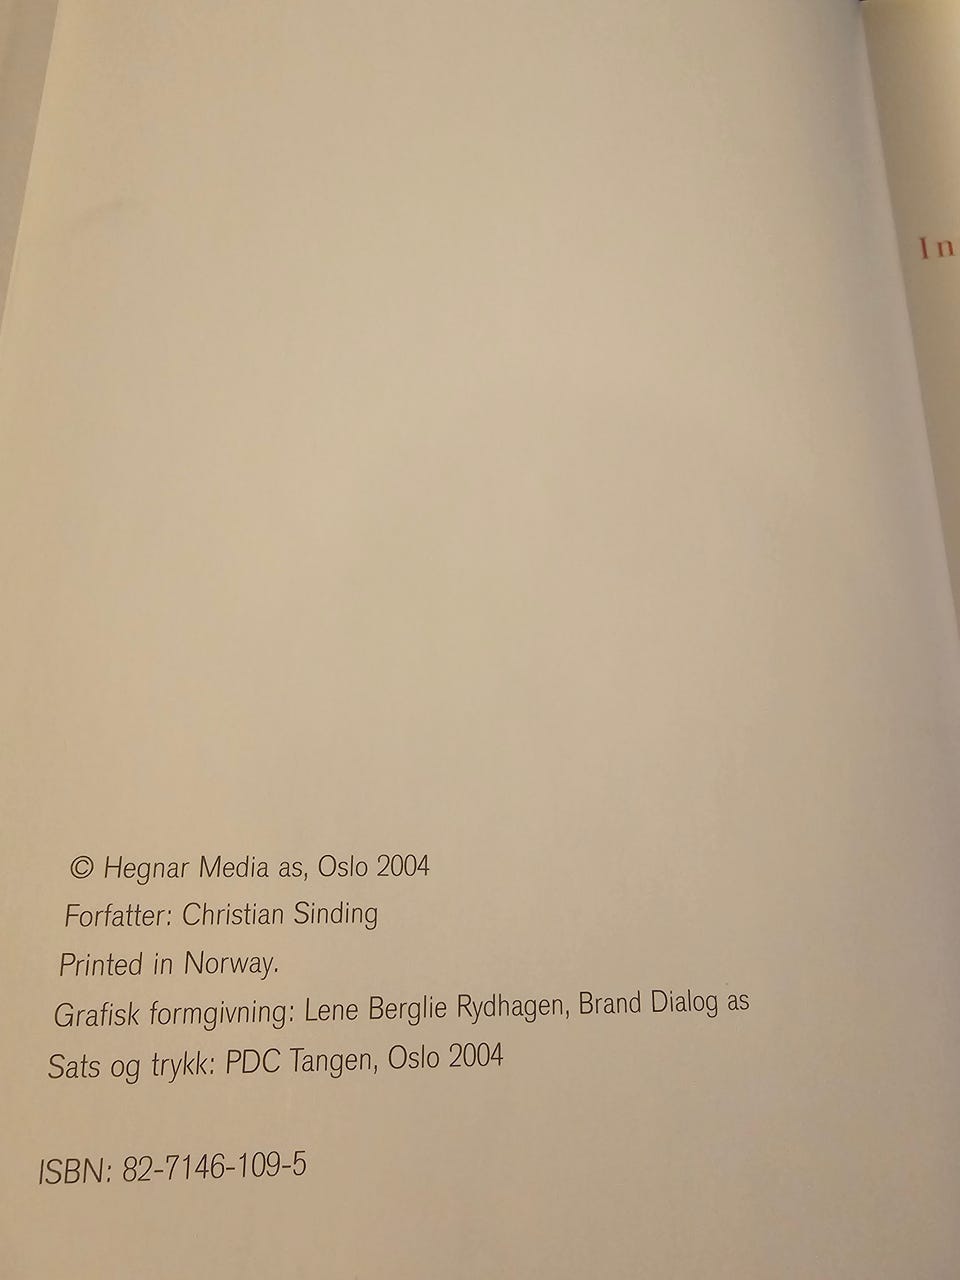 © Hegnar Media as, Oslo 2004
Forfatter: Christian Sinding
Printed in Norway.
Grafisk formgivning: Lene Berglie Rydhagen, Brand Dialog as
Sats og trykk: PDC Tangen, Oslo 2004
ISBN: 82-7146-109-5
In